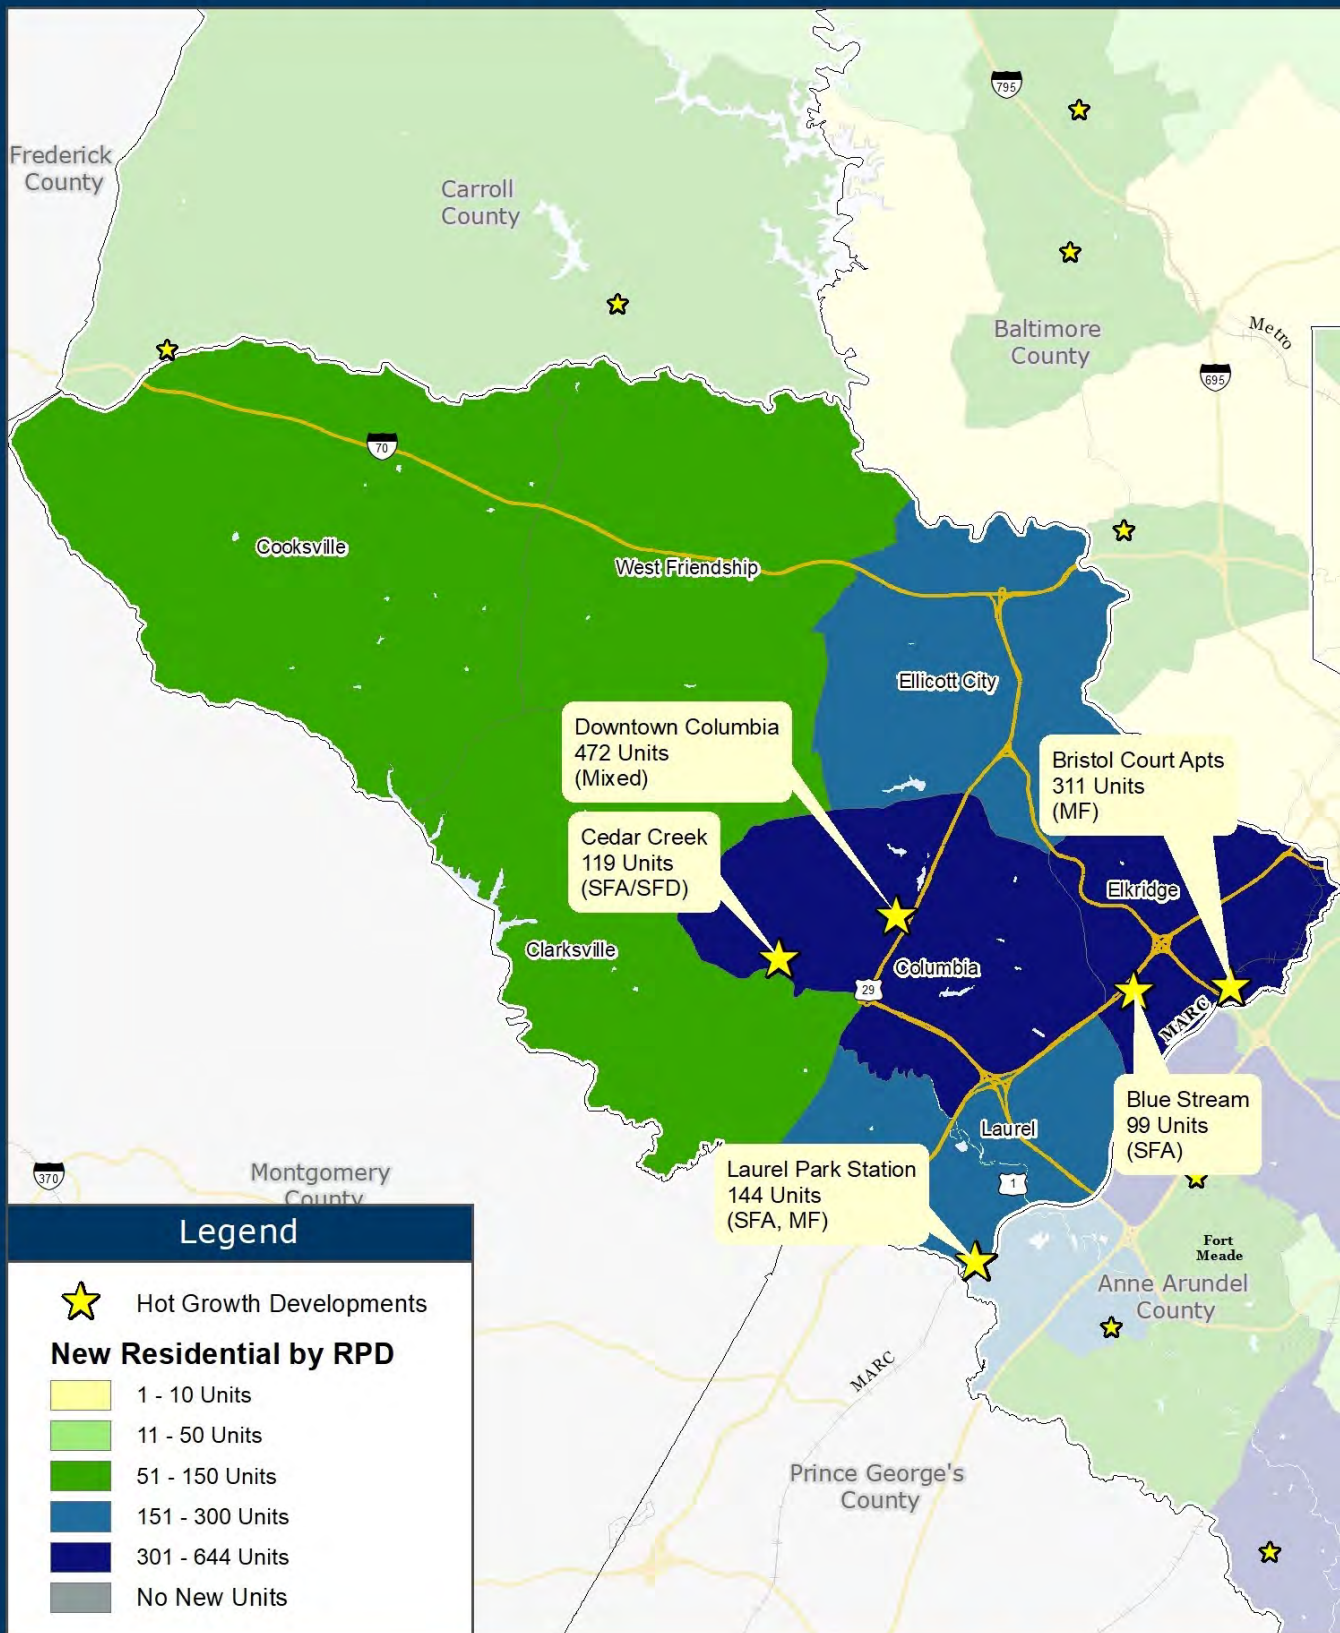 795
Frederick
County
Carroll
County
Baltimore
County
Metro
695
70
Cooksville
West Friendship
Ellicott City
Downtown Columbia
472 Units
(Mixed)
Bristol Court Apts
311 Units
(MF)
Cedar Creek
119 Units
(SFA/SFD)
Elkridge
Clarksville
Columbia
29
MARC
Blue Stream
99 Units
(SFA)
Laurel
Laurel Park Station
144 Units
(SFA, MF)
1
370
Montgomery
County
Fort
Meade
Anne Arundel
County
MARC
Prince George's
County
Legend
Hot Growth Developments
New Residential by RPD
1 - 10 Units
11 - 50 Units
51 - 150 Units
151 - 300 Units
301 - 644 Units
No New Units